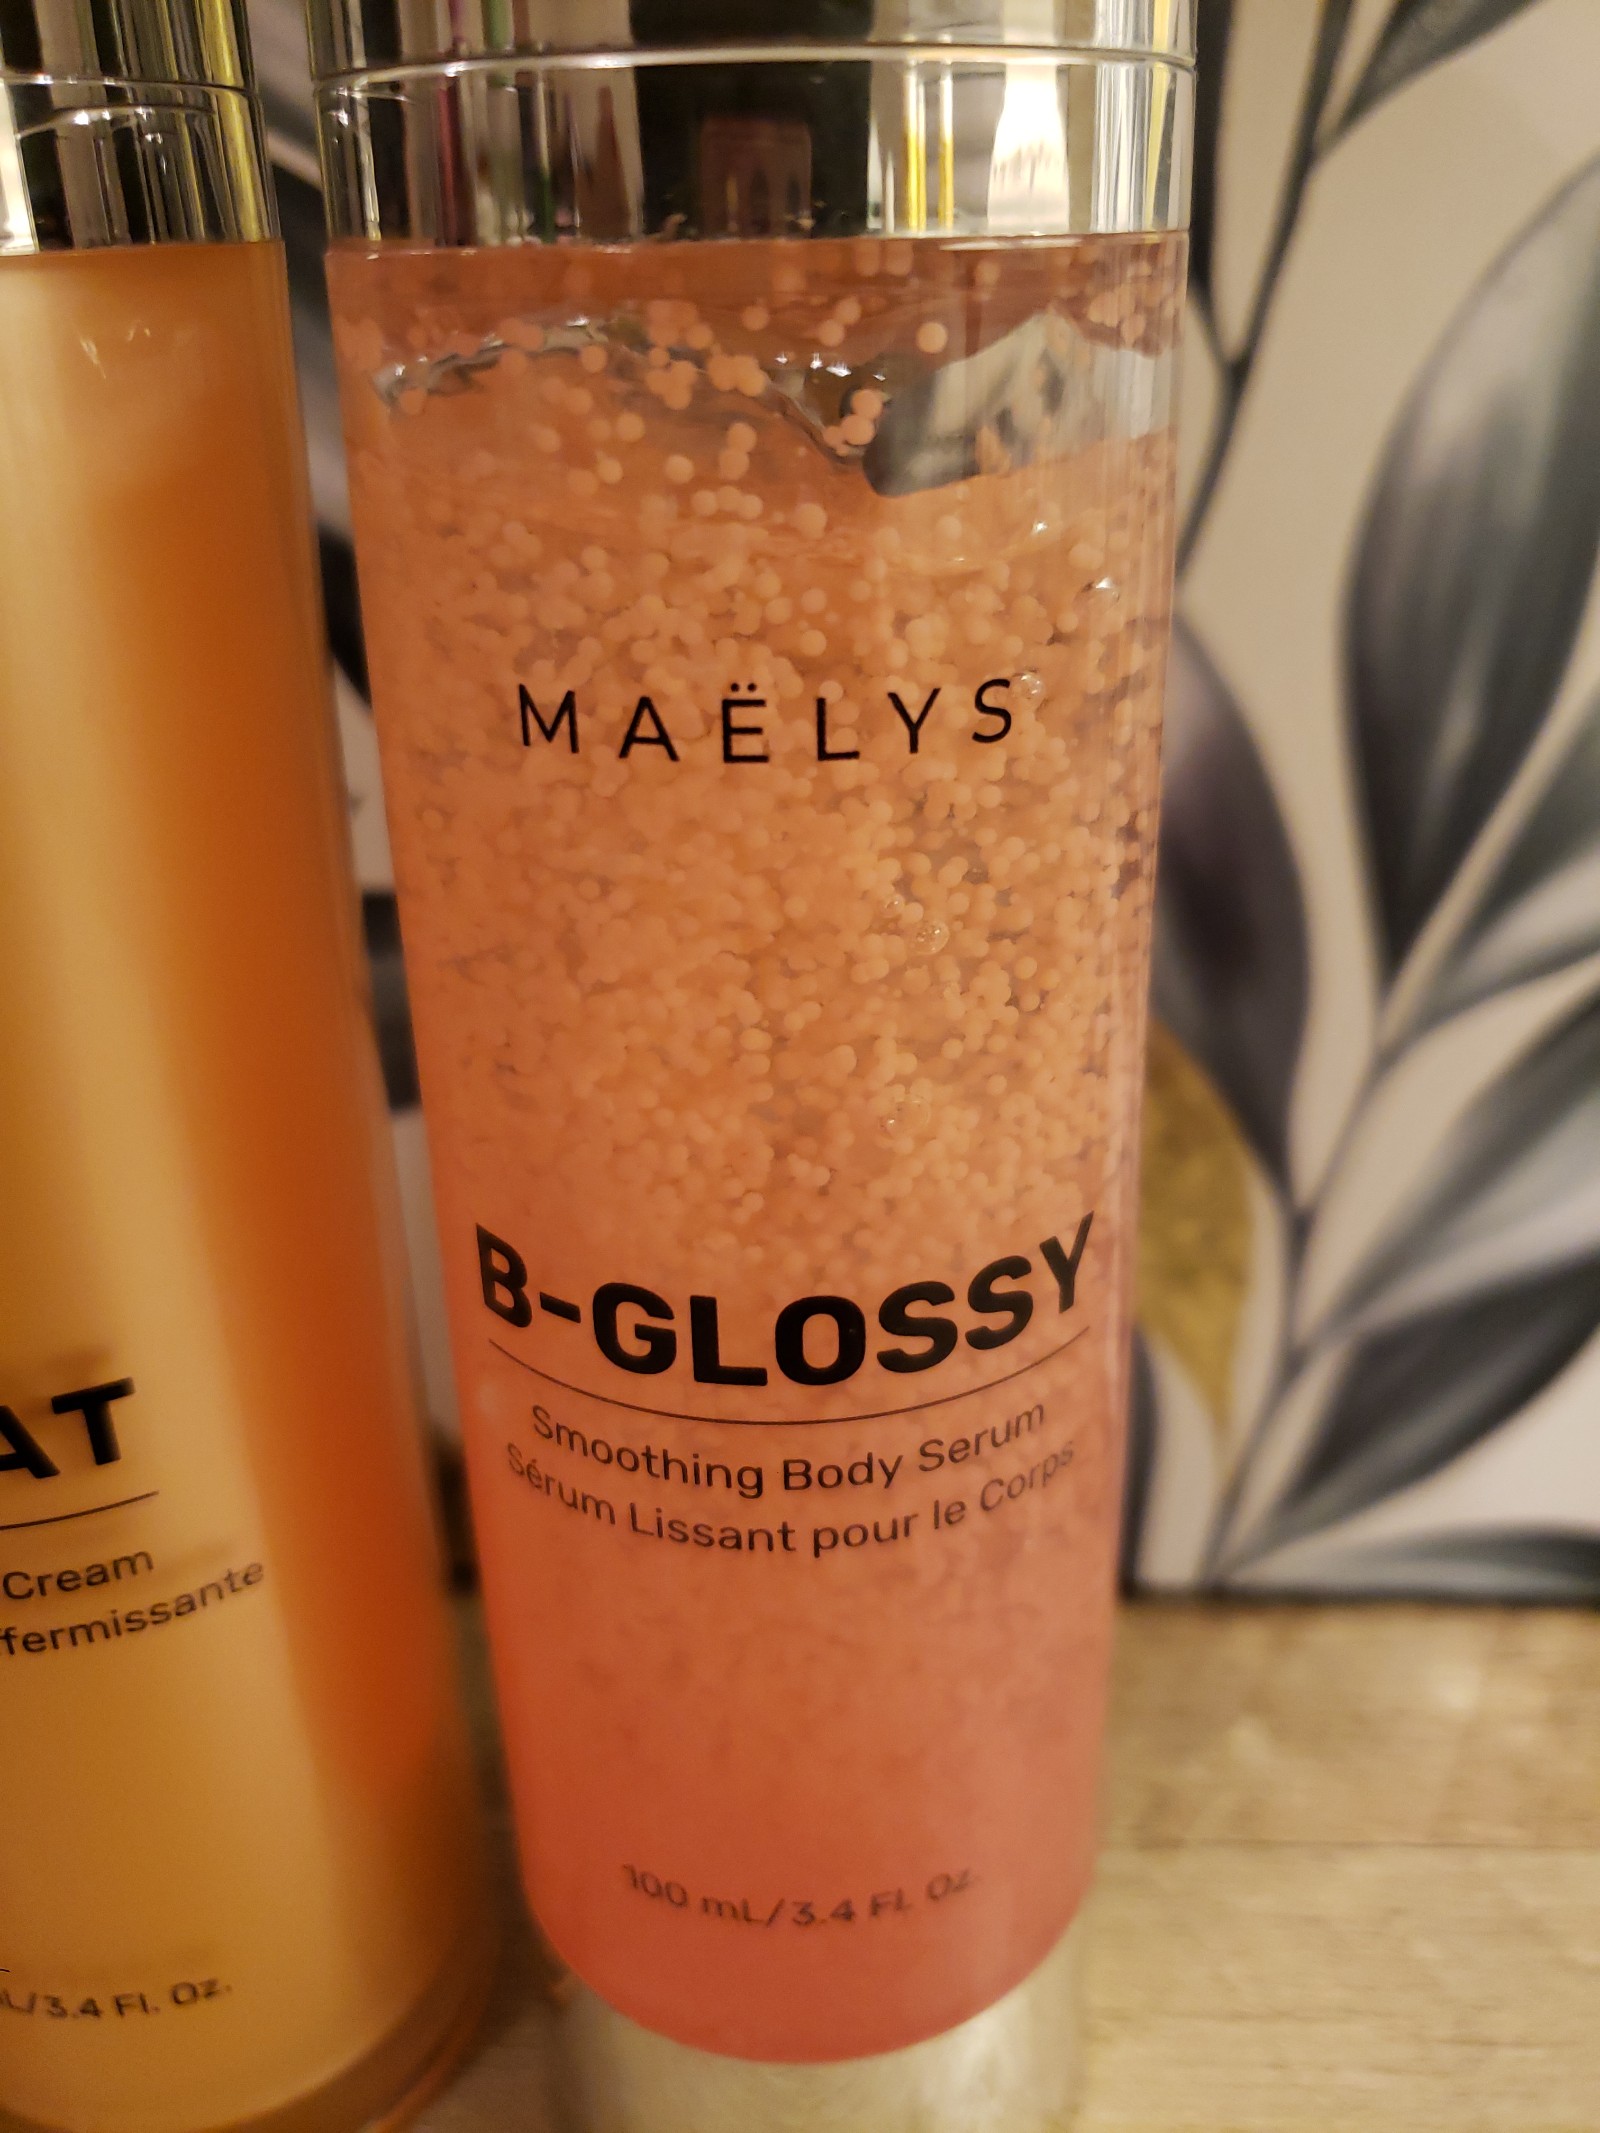 MAËLYS
B-GLOSSY
Smoothing Body Serum
Sérum Lissant pour le Corps
100 mL/3.4 Fl. Oz.
AT
Cream
ffermissante
L/3.4 Fl. Oz.